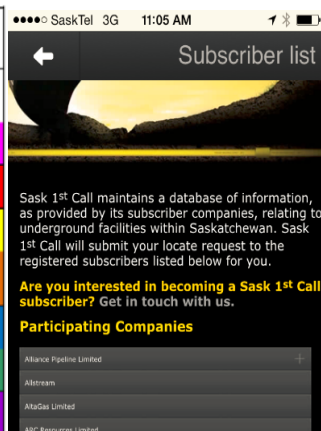 SaskTel 3G 11:05 AM
Subscriber list
Sask 1st Call maintains a database of information,
as provided by its subscriber companies, relating to
underground facilities within Saskatchewan. Sask
1st Call will submit your locate request to the
registered subscribers listed below for you.
Are you interested in becoming a Sask 1st Call
subscriber? Get in touch with us.
Participating Companies
Alliance Pipeline Limited
Allstream
AltaGas Limited
ARC Resources Limited